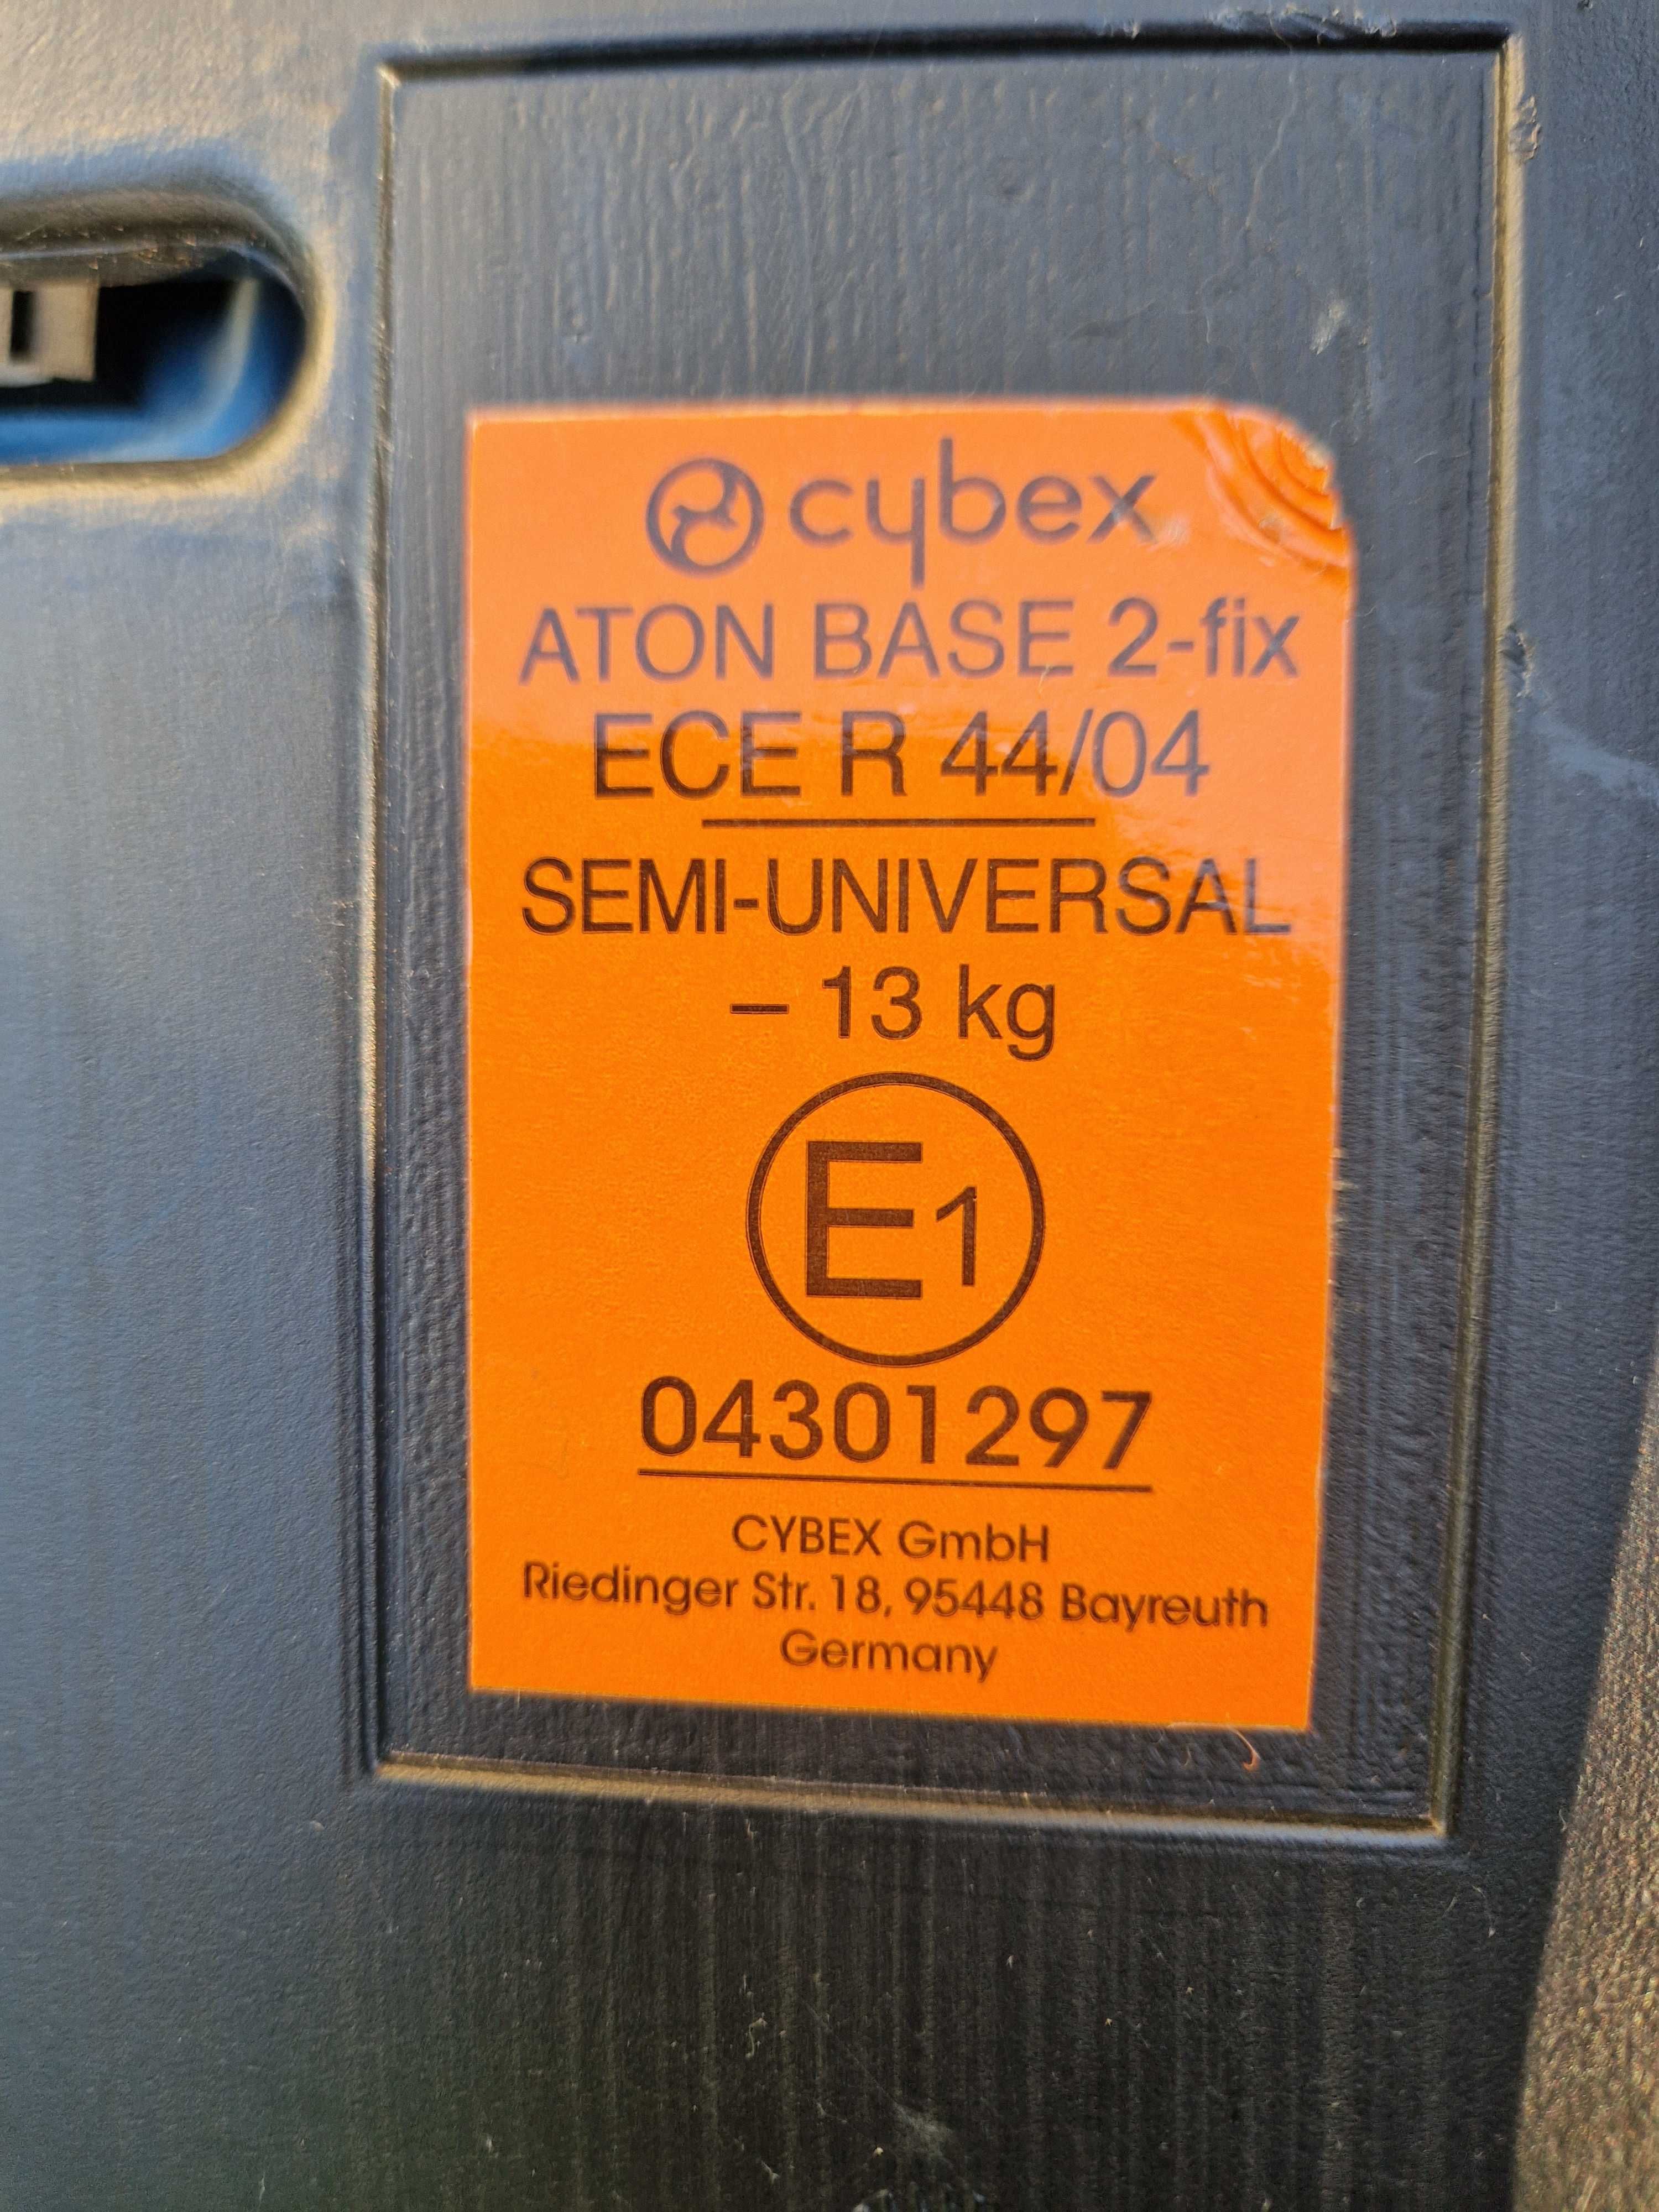 cybex
ATON BASE 2-fix
ECE R 44/04
SEMI-UNIVERSAL
– 13 kg
E1
04301297
CYBEX GmbH
Riedinger Str. 18, 95448 Bayreuth
Germany